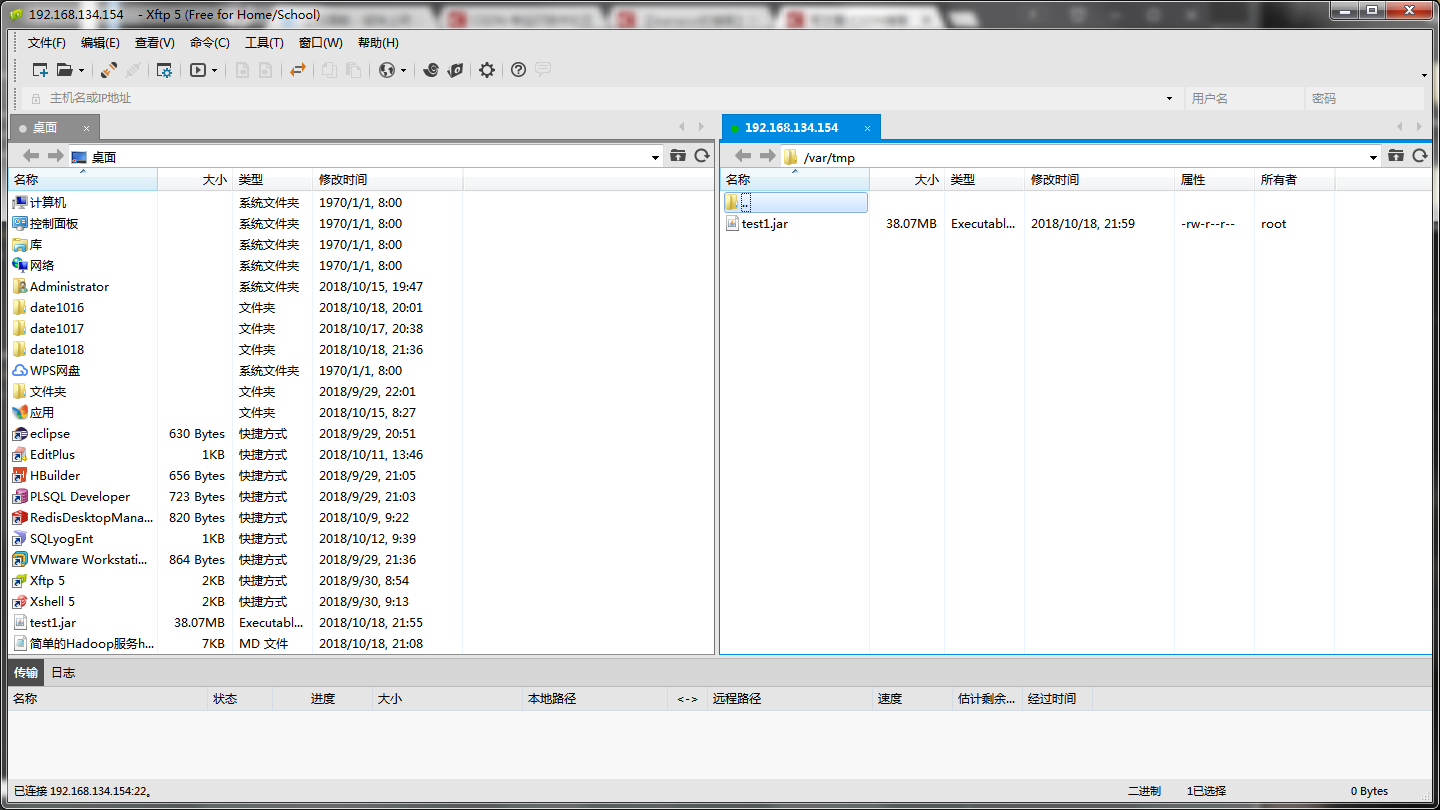 192.168.134.154 - Xftp 5 (Free for Home/School)
文件(F) 编辑(E) 查看(V) 命令(C) 工具(T) 窗口(W) 帮助(H)
主机名或IP地址 用户名 密码
桌面 × 192.168.134.154 ×
桌面 /var/tmp
名称 大小 类型 修改时间 名称 大小 类型 修改时间 属性 所有者
计算机 系统文件夹 1970/1/1, 8:00 ..
控制面板 系统文件夹 1970/1/1, 8:00 test1.jar 38.07MB Executabl... 2018/10/18, 21:59 -rw-r--r-- root
库 系统文件夹 1970/1/1, 8:00
网络 系统文件夹 1970/1/1, 8:00
Administrator 系统文件夹 2018/10/15, 19:47
date1016 文件夹 2018/10/18, 20:01
date1017 文件夹 2018/10/17, 20:38
date1018 文件夹 2018/10/18, 21:36
WPS网盘 系统文件夹 1970/1/1, 8:00
文件夹 文件夹 2018/9/29, 22:01
应用 文件夹 2018/10/15, 8:27
eclipse 630 Bytes 快捷方式 2018/9/29, 20:51
EditPlus 1KB 快捷方式 2018/10/11, 13:46
HBuilder 656 Bytes 快捷方式 2018/9/29, 21:05
PLSQL Developer 723 Bytes 快捷方式 2018/9/29, 21:03
RedisDesktopMana... 820 Bytes 快捷方式 2018/10/9, 9:22
SQLyogEnt 1KB 快捷方式 2018/10/12, 9:39
VMware Workstati... 864 Bytes 快捷方式 2018/9/29, 21:36
Xftp 5 2KB 快捷方式 2018/9/30, 8:54
Xshell 5 2KB 快捷方式 2018/9/30, 9:13
test1.jar 38.07MB Executabl... 2018/10/18, 21:55
简单的Hadoop服务h... 7KB MD 文件 2018/10/18, 21:08
传输 日志
名称 状态 进度 大小 本地路径 <-> 远程路径 速度 估计剩余... 经过时间
已连接 192.168.134.154:22。 二进制 1已选择 0 Bytes